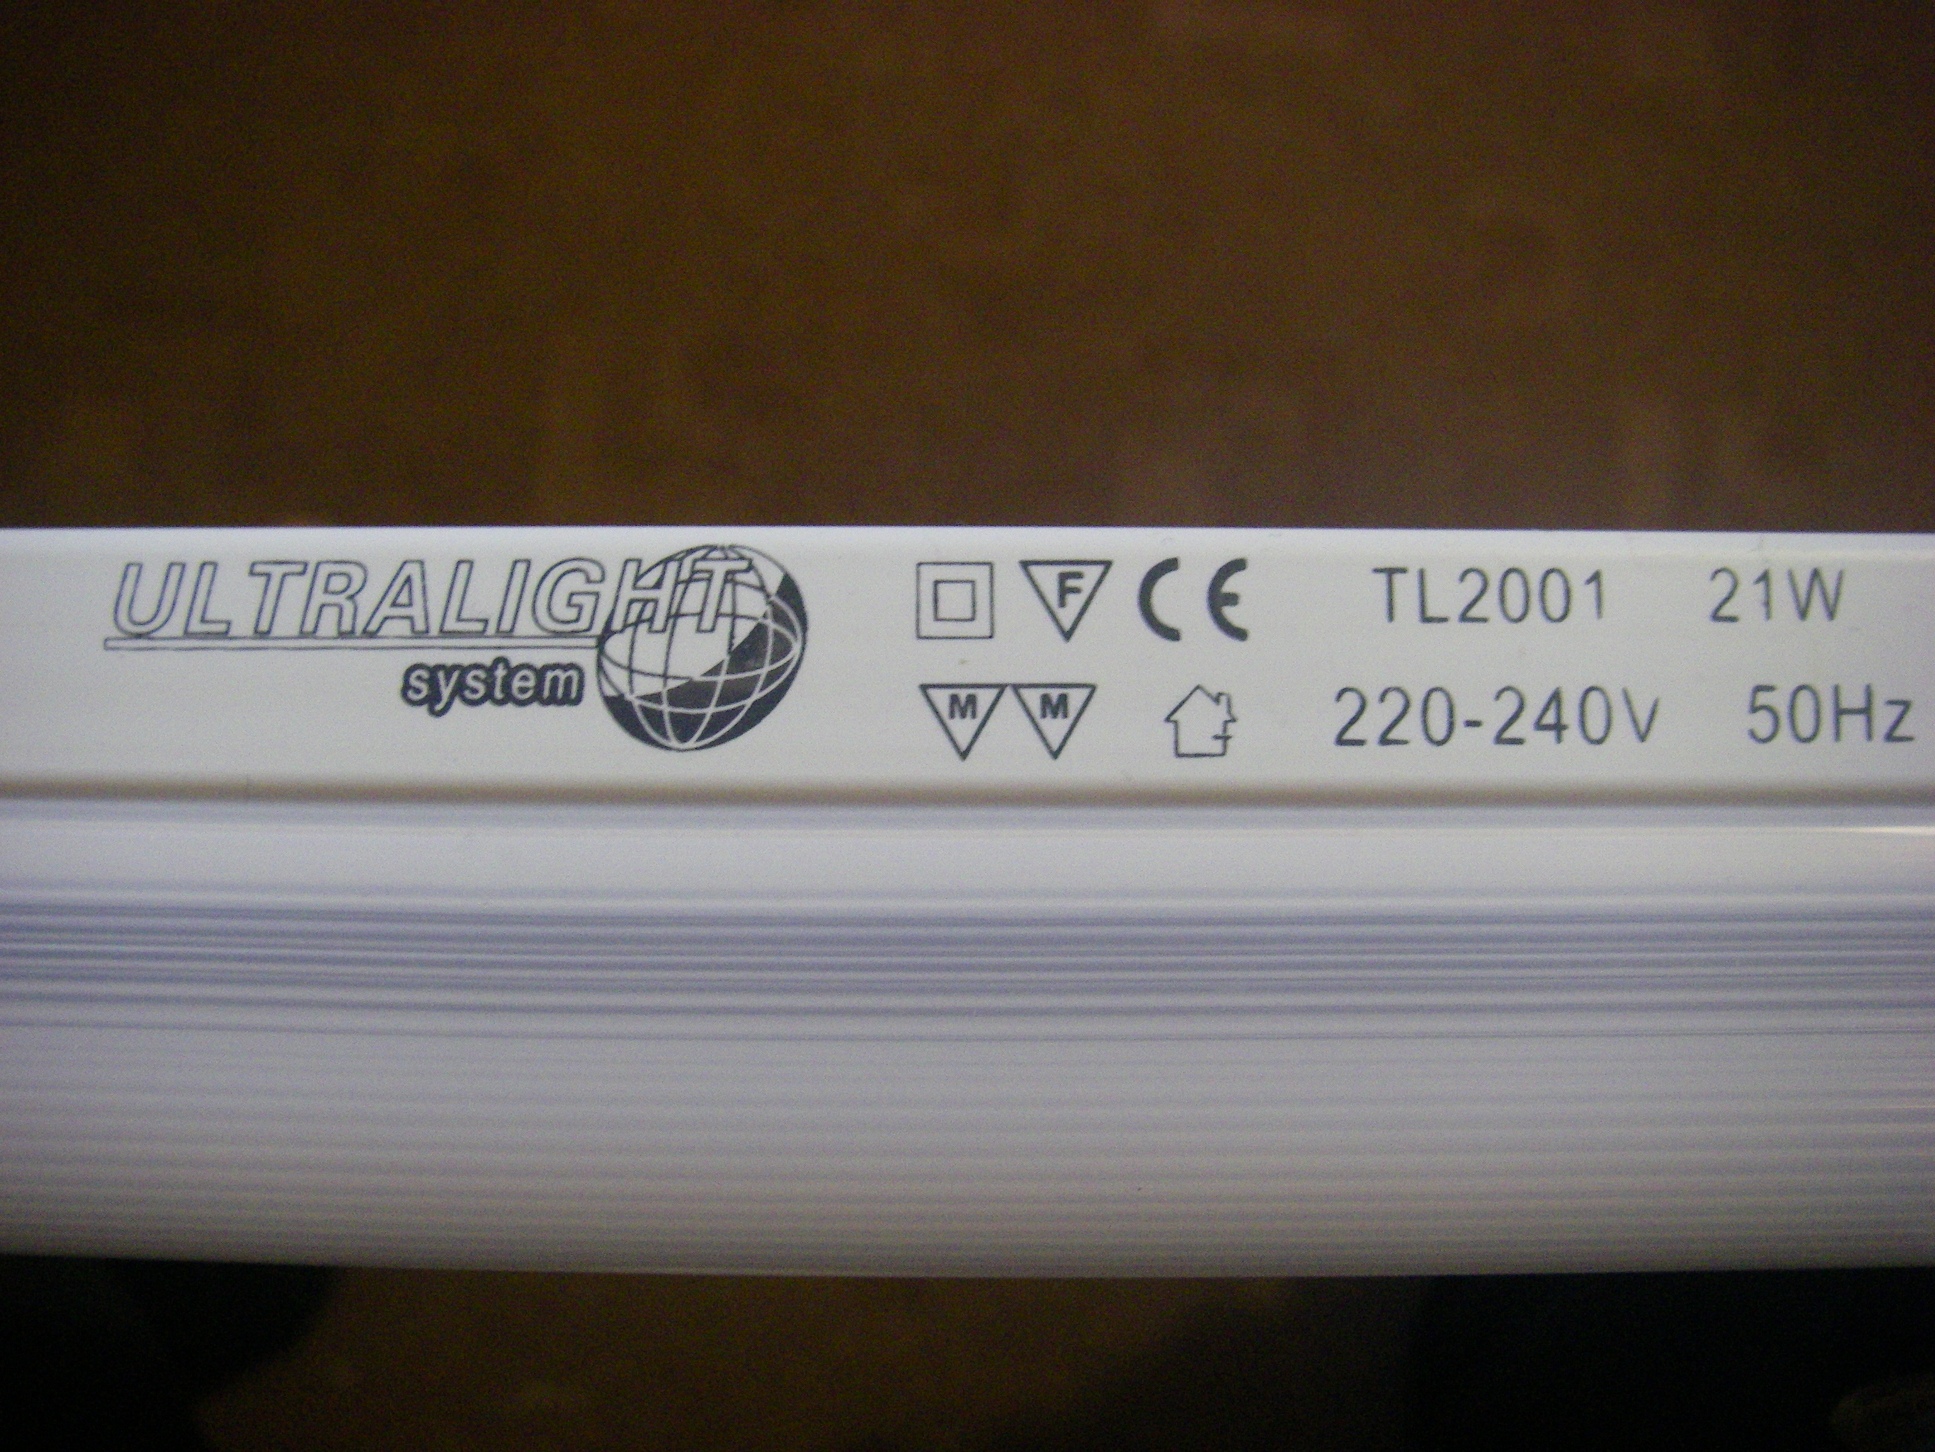 ULTRALIGHT
system
F CE TL2001 21W
M M 220-240V 50Hz